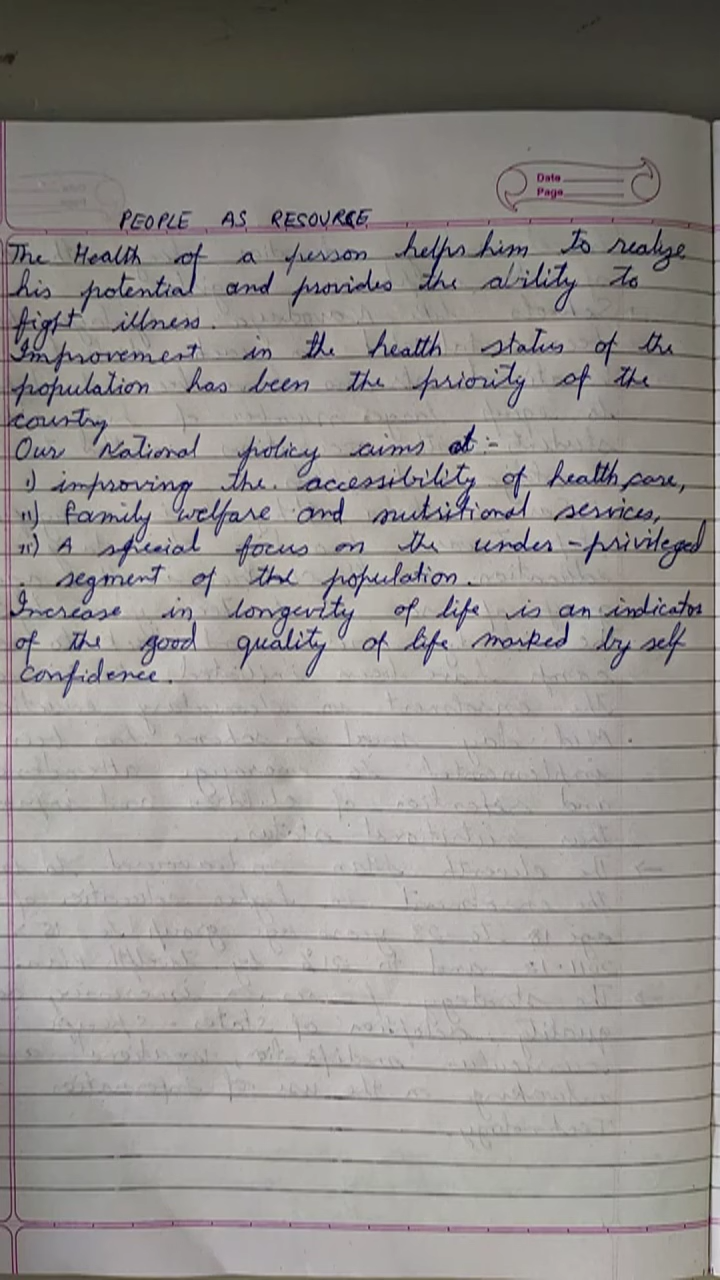 Date
Page
PEOPLE AS RESOURCE
The Health of a person helps him to realize
his potential and provides the ability to
fight illness.
Improvement in the health status of the
population has been the priority of the
country
Our National policy aims at:-
i) improving the. accessibility of health care,
ii) family welfare and nutritional services,
iii) A special focus on the under-privileged
segment of the population.
Increase in longevity of life is an indicator
of the good quality of life marked by self
confidence.